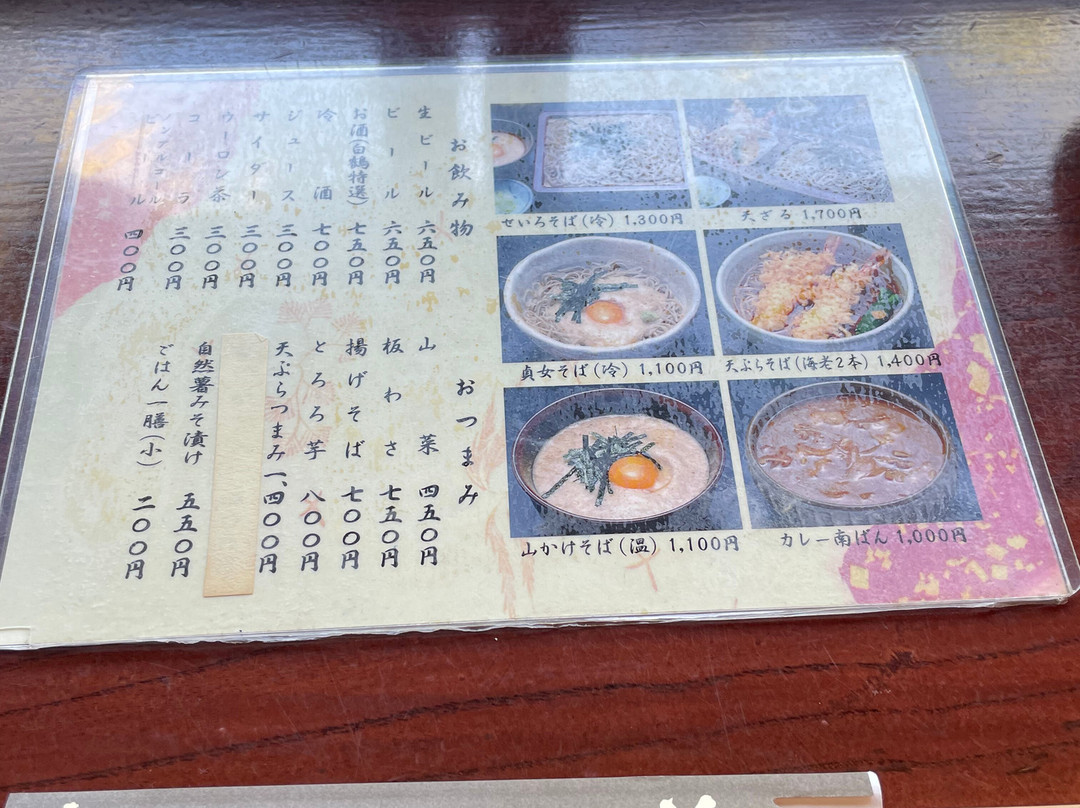 お飲み物
生ビール 六五〇円
ビール 六五〇円
お酒(白鶴特選) 七五〇円
冷酒 七〇〇円
ジュース 三〇〇円
サイダー 三〇〇円
ウーロン茶 三〇〇円
コーラ 三〇〇円
ノンアルコールビール 四〇〇円
おつまみ
山菜 四五〇円
板わさ 七五〇円
揚げそば 七〇〇円
とろろ芋 八〇〇円
天ぷらつまみ 一、四〇〇円
自然薯みそ漬け 五五〇円
ごはん一膳(小) 二〇〇円
せいろそば(冷) 1,300円
天ざる 1,700円
貞女そば(冷) 1,100円
天ぷらそば(海老2本) 1,400円
山かけそば(温) 1,100円
カレー南ばん 1,000円